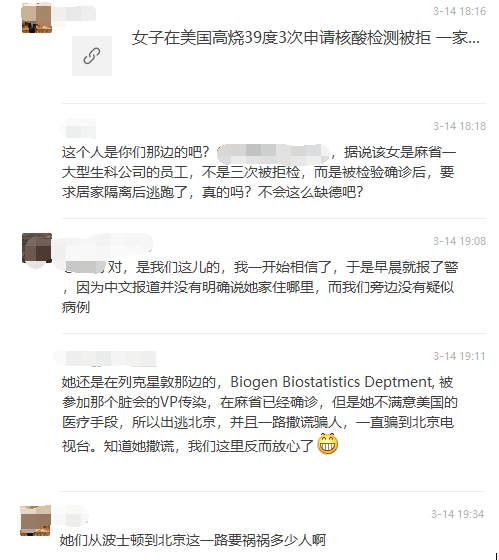 3-14 18:16
女子在美国高烧39度3次申请核酸检测被拒 一家...
3-14 18:18
这个人是你们那边的吧？
，据说该女是麻省一
大型生科公司的员工，不是三次被拒检，而是被检验确诊后，要
求居家隔离后逃跑了，真的吗？不会这么缺德吧？
3-14 19:08
对，是我们这儿的，我一开始相信了，于是早晨就报了警
，因为中文报道并没有明确说她家住哪里，而我们旁边没有疑似
病例
3-14 19:11
她还是在列克星敦那边的，Biogen Biostatistics Deptment, 被
参加那个脏会的VP传染，在麻省已经确诊，但是她不满意美国的
医疗手段，所以出逃北京，并且一路撒谎骗人，一直骗到北京电
视台。知道她撒谎，我们这里反而放心了😁
3-14 19:34
她们从波士顿到北京这一路要祸祸多少人啊